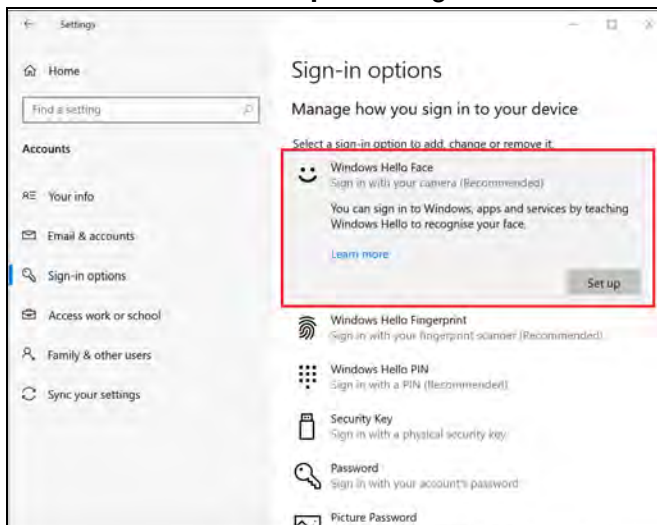 Settings
Home
Find a setting
Accounts
Your info
Email & accounts
Sign-in options
Access work or school
Family & other users
Sync your settings
Sign-in options
Manage how you sign in to your device
Select a sign-in option to add, change or remove it.
Windows Hello Face
Sign in with your camera (Recommended)
You can sign in to Windows, apps and services by teaching
Windows Hello to recognise your face.
Learn more
Set up
Windows Hello Fingerprint
Sign in with your fingerprint scanner (Recommended)
Windows Hello PIN
Sign in with a PIN (Recommended)
Security Key
Sign in with a physical security key
Password
Sign in with your account's password
Picture Password